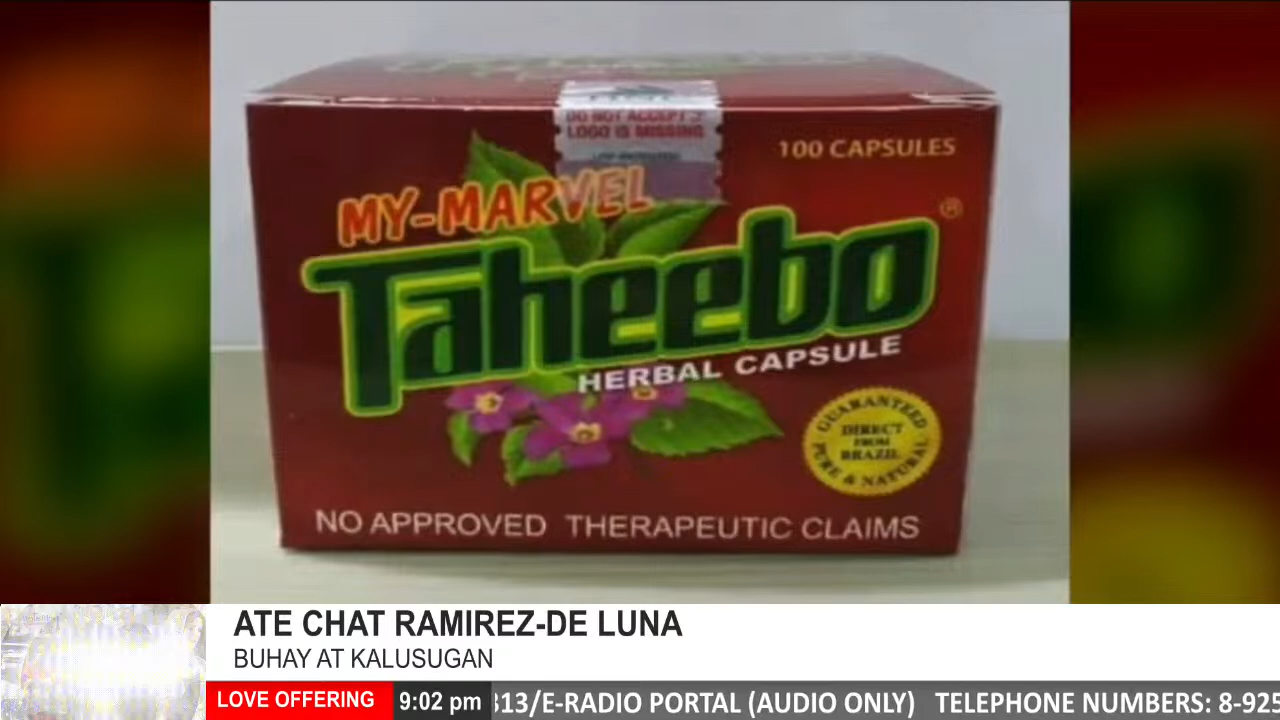 DO NOT ACCEPT IF
LOGO IS MISSING
100 CAPSULES
MY-MARVEL
Taheebo ®
HERBAL CAPSULE
GUARANTEED
DIRECT
FROM
BRAZIL
PURE & NATURAL
NO APPROVED THERAPEUTIC CLAIMS
ATE CHAT RAMIREZ-DE LUNA
BUHAY AT KALUSUGAN
LOVE OFFERING 9:02 pm 313/E-RADIO PORTAL (AUDIO ONLY) TELEPHONE NUMBERS: 8-925